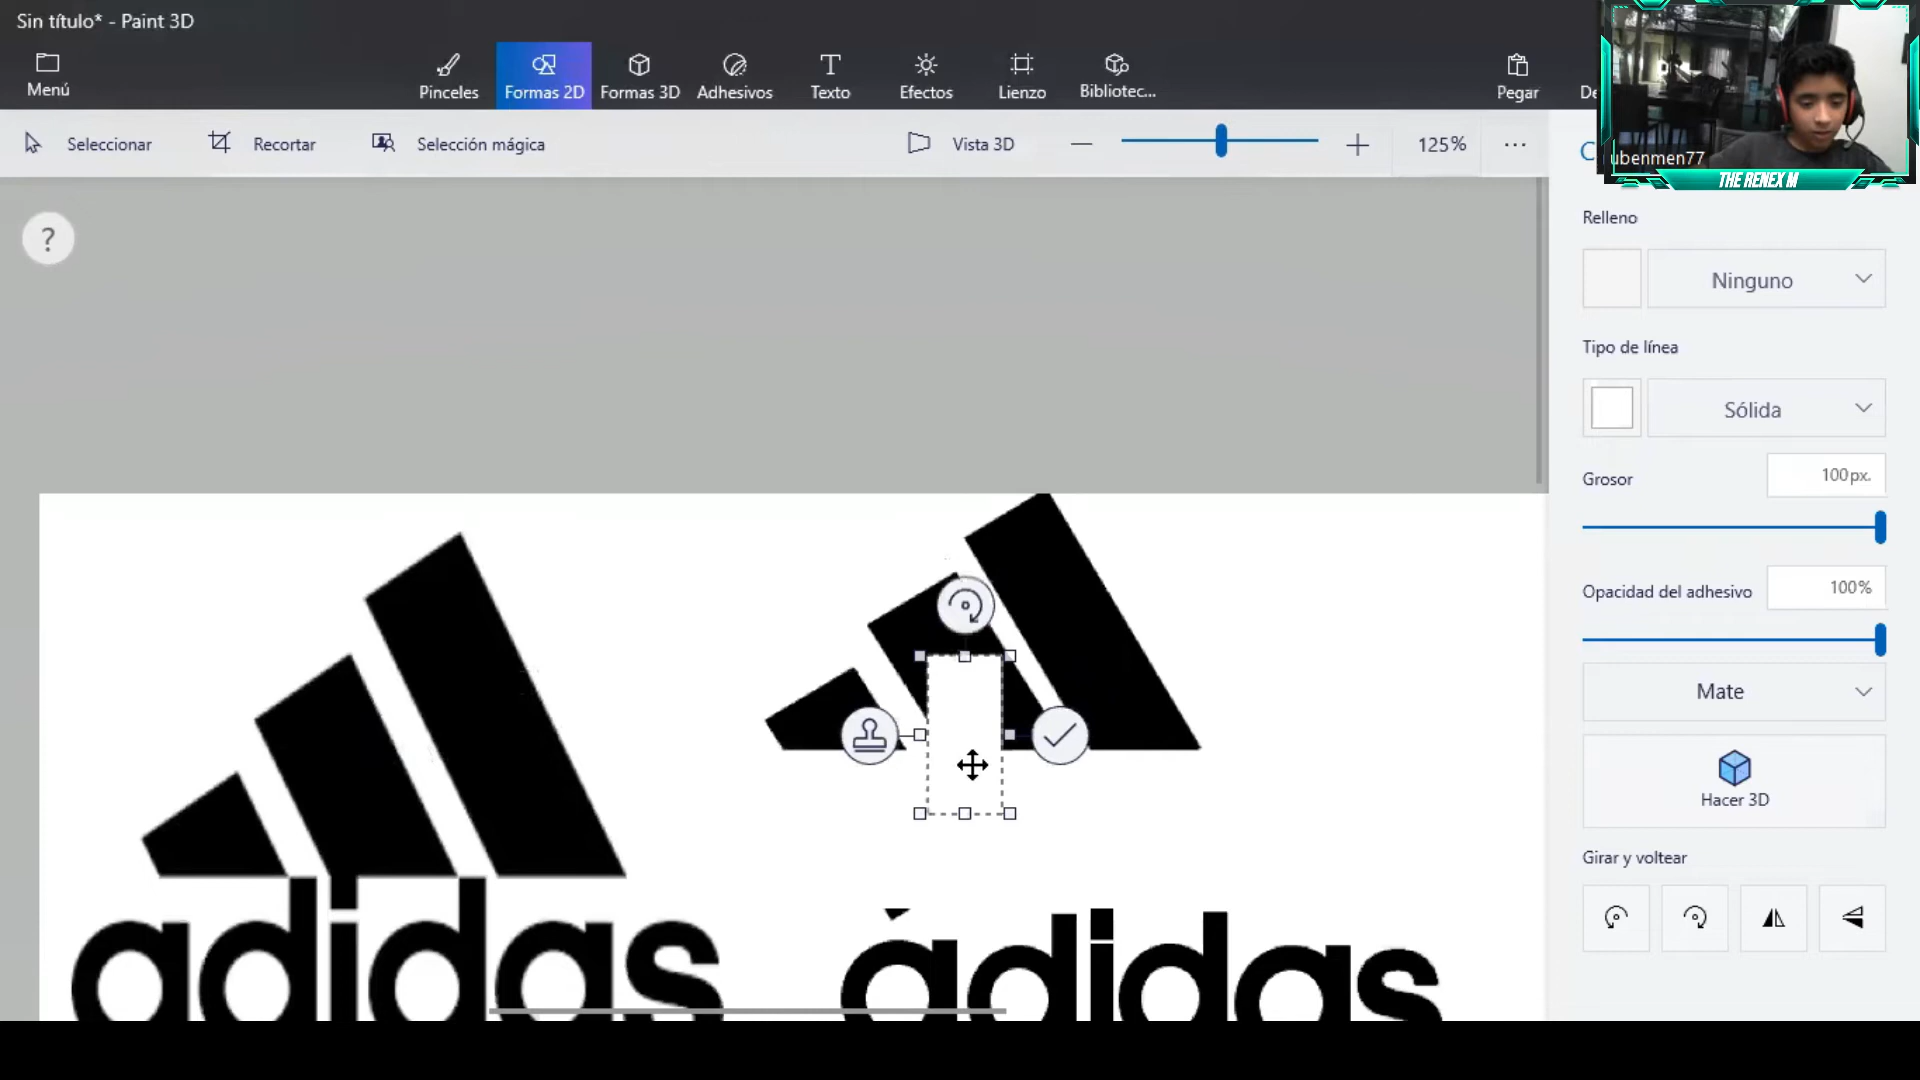 Sin título* - Paint 3D
Menú
Pinceles
Formas 2D
Formas 3D
Adhesivos
Texto
Efectos
Lienzo
Bibliotec...
Pegar
De
Seleccionar
Recortar
Selección mágica
Vista 3D
125%
C
ubenmen77
THE RENEX M
?
Relleno
Ninguno
Tipo de línea
Sólida
Grosor
100px.
Opacidad del adhesivo
100%
Mate
Hacer 3D
Girar y voltear
adidas
adidas